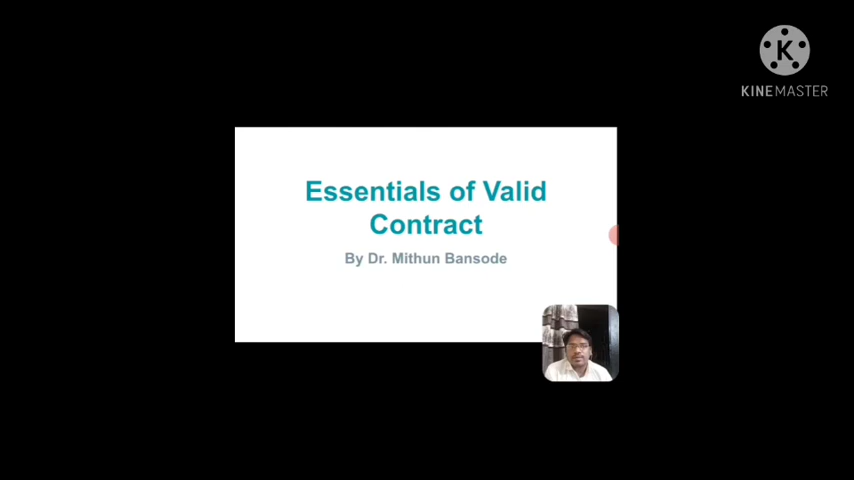 KINEMASTER
Essentials of Valid
Contract
By Dr. Mithun Bansode